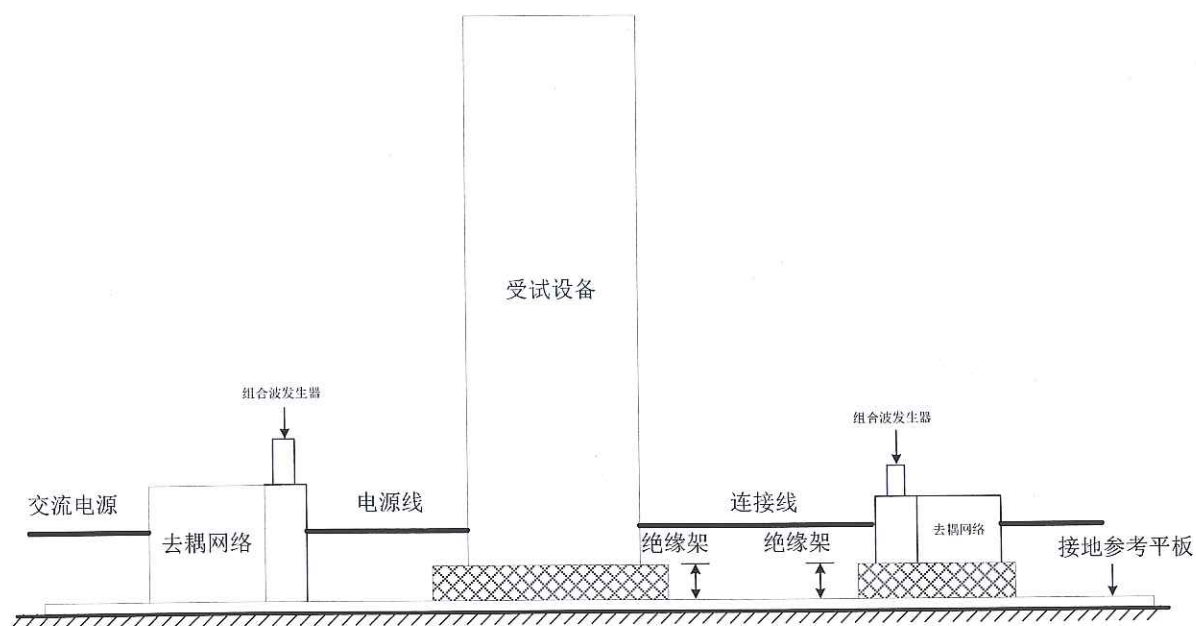 受试设备
组合波发生器
组合波发生器
交流电源
电源线
连接线
去耦网络
去耦网络
绝缘架
绝缘架
接地参考平板